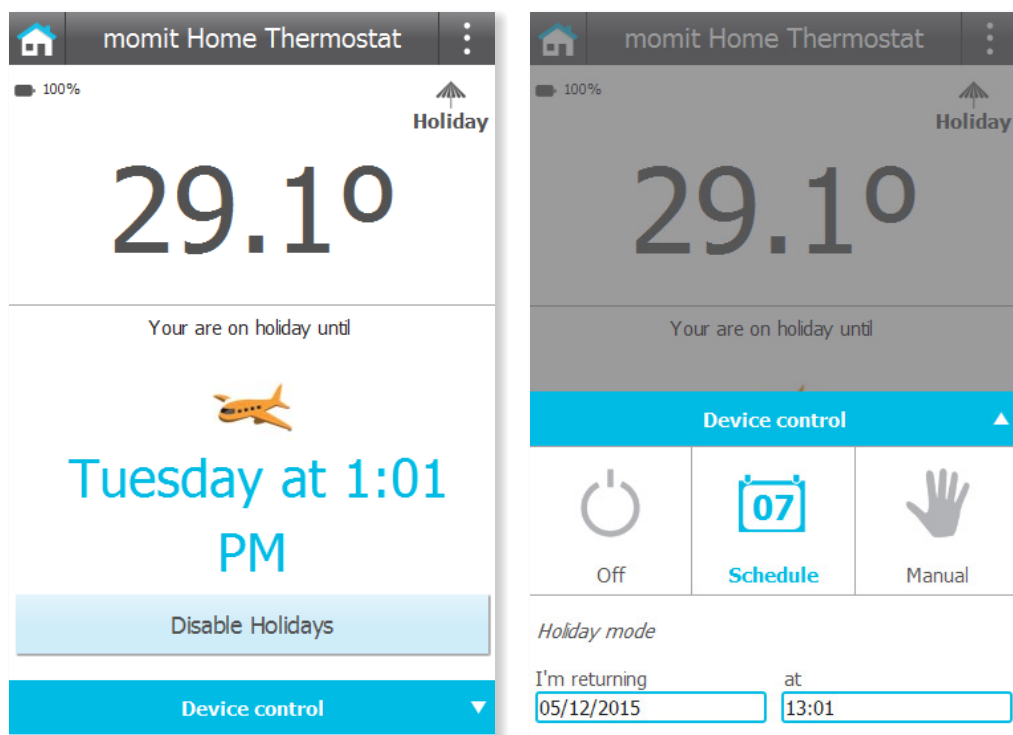 momit Home Thermostat
100%
Holiday
29.1º
Your are on holiday until
Tuesday at 1:01
PM
Disable Holidays
Device control
momit Home Thermostat
100%
Holiday
29.1º
Your are on holiday until
Device control
07
Off
Schedule
Manual
Holiday mode
I'm returning
at
05/12/2015
13:01